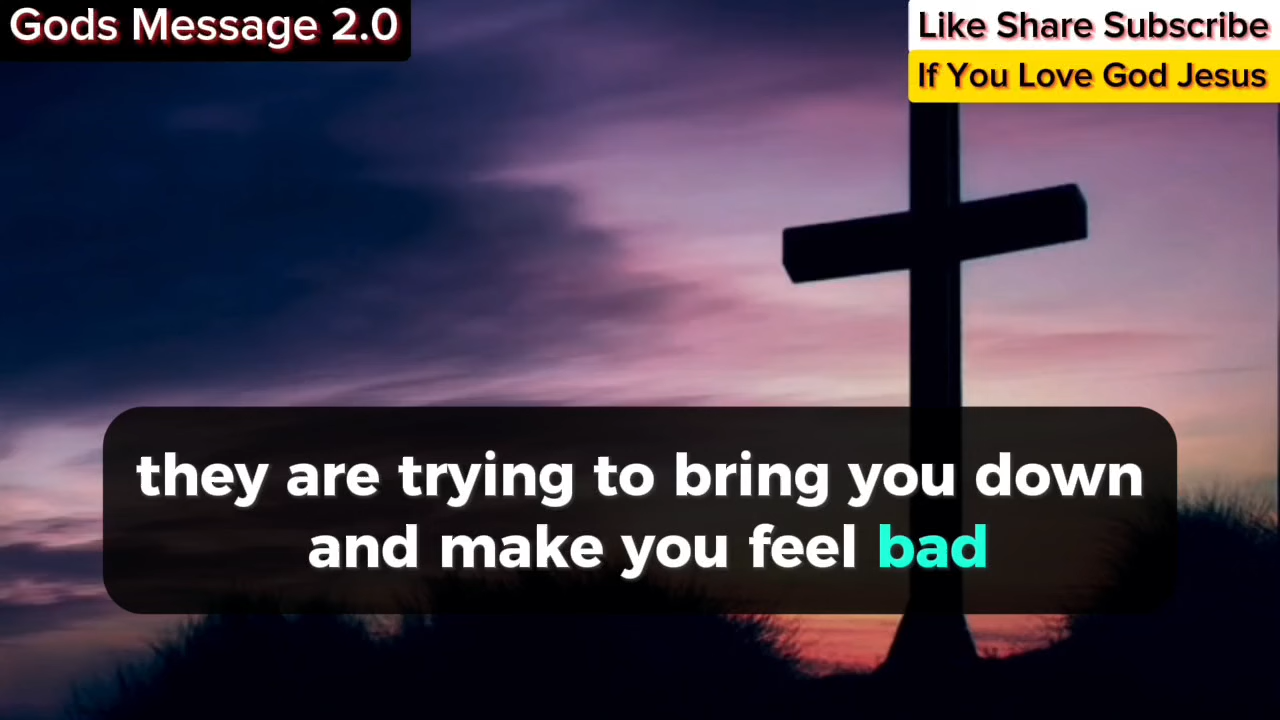 Gods Message 2.0
Like Share Subscribe
If You Love God Jesus
they are trying to bring you down
and make you feel bad